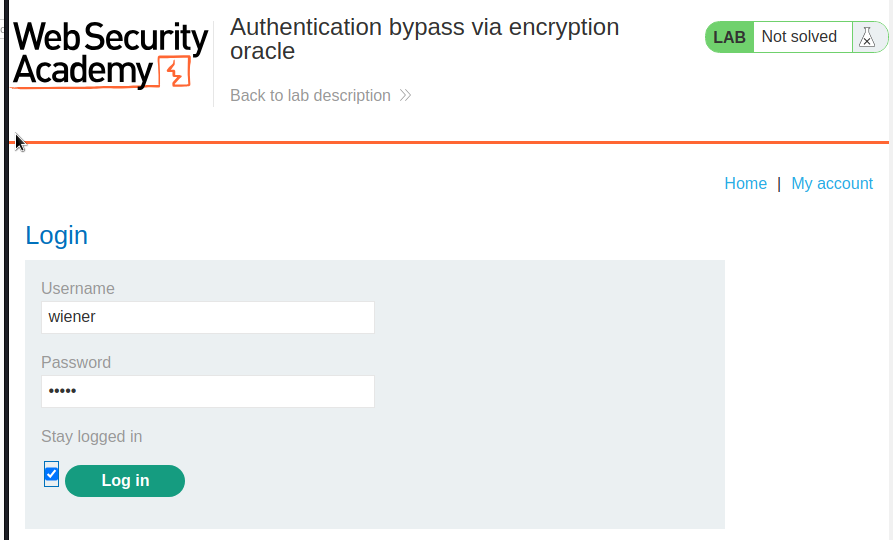 Web Security
Academy
Authentication bypass via encryption
oracle
Back to lab description
LAB Not solved
Home | My account
Login
Username
wiener
Password
•••••
Stay logged in
Log in